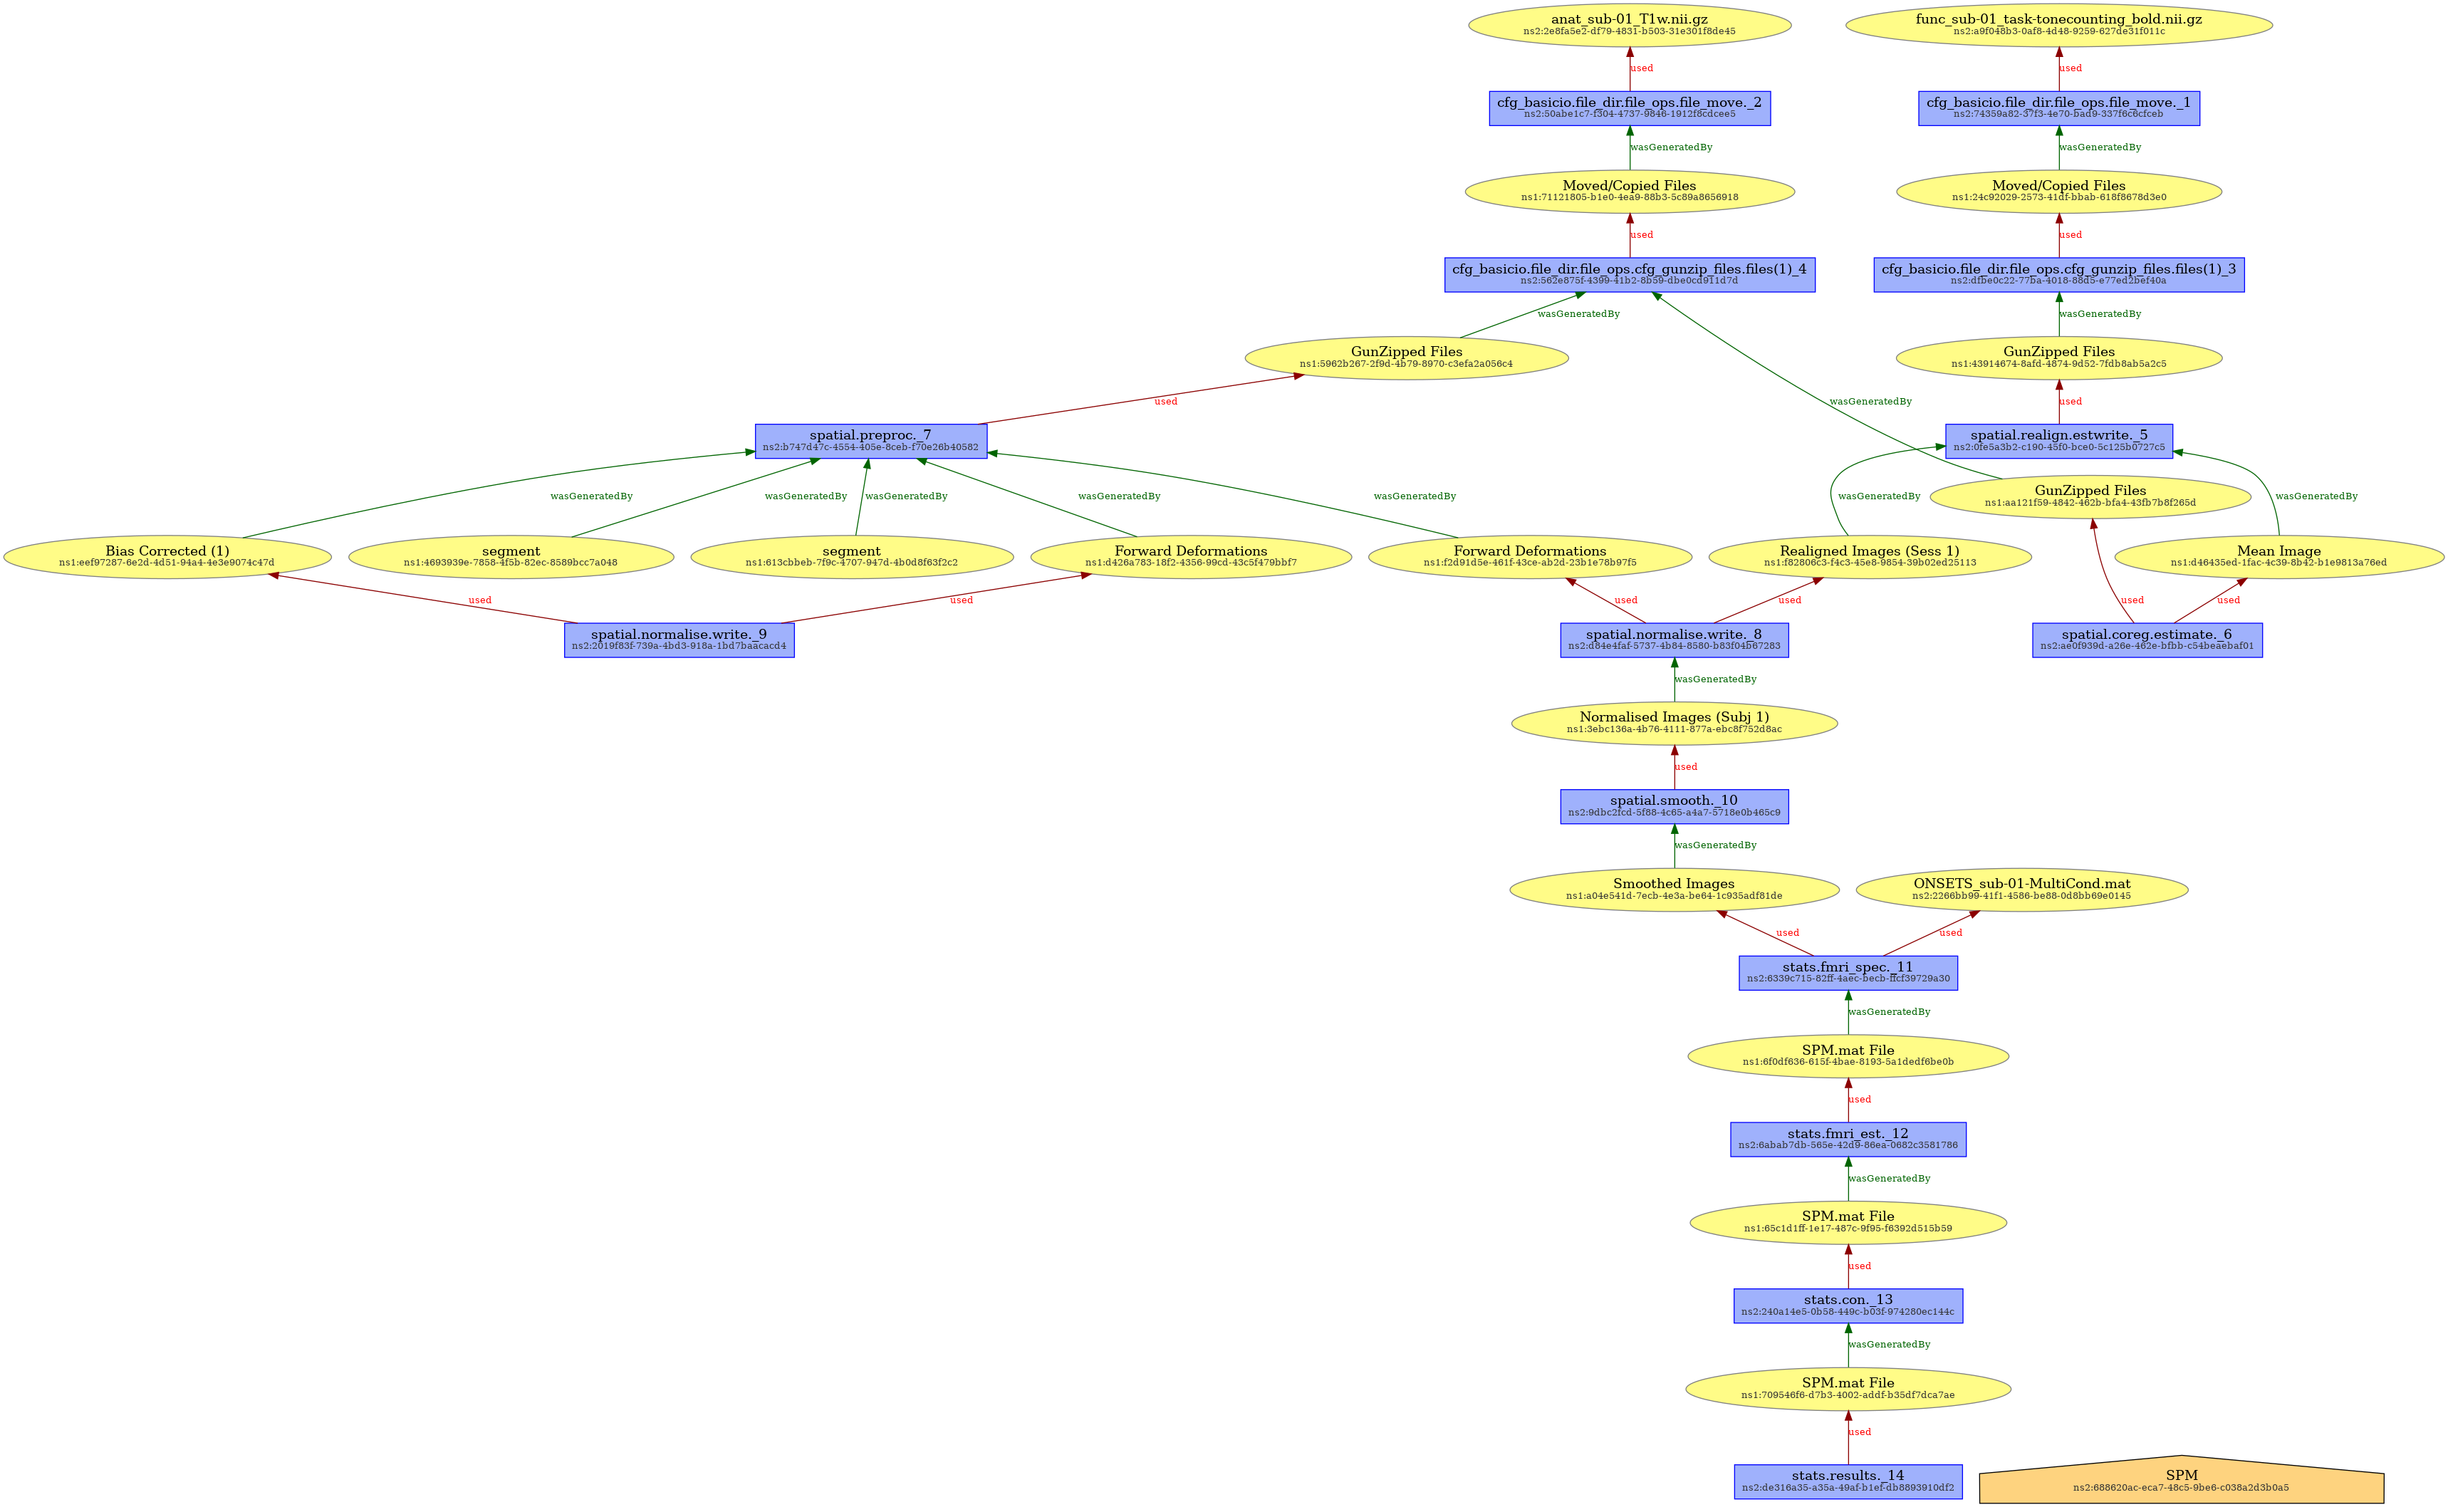 anat_sub-01_T1w.nii.gz
ns2:2e8fa5e2-df79-4831-b503-31e301f8de45
func_sub-01_task-tonecounting_bold.nii.gz
ns2:a9f048b3-0af8-4d48-9259-627de31f011c
used
used
cfg_basicio.file_dir.file_ops.file_move._2
ns2:50abe1c7-f304-4737-9846-1912f8cdcee5
cfg_basicio.file_dir.file_ops.file_move._1
ns2:74359a82-37f3-4e70-bad9-337f6c6cfceb
wasGeneratedBy
wasGeneratedBy
Moved/Copied Files
ns1:71121805-b1e0-4ea9-88b3-5c89a8656918
Moved/Copied Files
ns1:24c92029-2573-41df-bbab-618f8678d3e0
used
used
cfg_basicio.file_dir.file_ops.cfg_gunzip_files.files(1)_4
ns2:562e875f-4399-41b2-8b59-dbe0cd911d7d
cfg_basicio.file_dir.file_ops.cfg_gunzip_files.files(1)_3
ns2:dfbe0c22-77ba-4018-88d5-e77ed2bef40a
wasGeneratedBy
wasGeneratedBy
GunZipped Files
ns1:5962b267-2f9d-4b79-8970-c3efa2a056c4
GunZipped Files
ns1:43914674-8afd-4874-9d52-7fdb8ab5a2c5
used
wasGeneratedBy
used
spatial.preproc._7
ns2:b747d47c-4554-405e-8ceb-f70e26b40582
spatial.realign.estwrite._5
ns2:0fe5a3b2-c190-45f0-bce0-5c125b0727c5
wasGeneratedBy
wasGeneratedBy
wasGeneratedBy
wasGeneratedBy
wasGeneratedBy
wasGeneratedBy
GunZipped Files
ns1:aa121f59-4842-462b-bfa4-43fb7b8f265d
wasGeneratedBy
Bias Corrected (1)
ns1:eef97287-6e2d-4d51-94a4-4e3e9074c47d
segment
ns1:4693939e-7858-4f5b-82ec-8589bcc7a048
segment
ns1:613cbbeb-7f9c-4707-947d-4b0d8f63f2c2
Forward Deformations
ns1:d426a783-18f2-4356-99cd-43c5f479bbf7
Forward Deformations
ns1:f2d91d5e-461f-43ce-ab2d-23b1e78b97f5
Realigned Images (Sess 1)
ns1:f82806c3-f4c3-45e8-9854-39b02ed25113
Mean Image
ns1:d46435ed-1fac-4c39-8b42-b1e9813a76ed
used
used
used
used
used
used
spatial.normalise.write._9
ns2:2019f83f-739a-4bd3-918a-1bd7baacacd4
spatial.normalise.write._8
ns2:d84e4faf-5737-4b84-8580-b83f04b67283
spatial.coreg.estimate._6
ns2:ae0f939d-a26e-462e-bfbb-c54beaebaf01
wasGeneratedBy
Normalised Images (Subj 1)
ns1:3ebc136a-4b76-4111-877a-ebc8f752d8ac
used
spatial.smooth._10
ns2:9dbc2fcd-5f88-4c65-a4a7-5718e0b465c9
wasGeneratedBy
Smoothed Images
ns1:a04e541d-7ecb-4e3a-be64-1c935adf81de
ONSETS_sub-01-MultiCond.mat
ns2:2266bb99-41f1-4586-be88-0d8bb69e0145
used
used
stats.fmri_spec._11
ns2:6339c715-82ff-4aec-becb-ffcf39729a30
wasGeneratedBy
SPM.mat File
ns1:6f0df636-615f-4bae-8193-5a1dedf6be0b
used
stats.fmri_est._12
ns2:6abab7db-565e-42d9-86ea-0682c3581786
wasGeneratedBy
SPM.mat File
ns1:65c1d1ff-1e17-487c-9f95-f6392d515b59
used
stats.con._13
ns2:240a14e5-0b58-449c-b03f-974280ec144c
wasGeneratedBy
SPM.mat File
ns1:709546f6-d7b3-4002-addf-b35df7dca7ae
used
stats.results._14
ns2:de316a35-a35a-49af-b1ef-db8893910df2
SPM
ns2:688620ac-eca7-48c5-9be6-c038a2d3b0a5